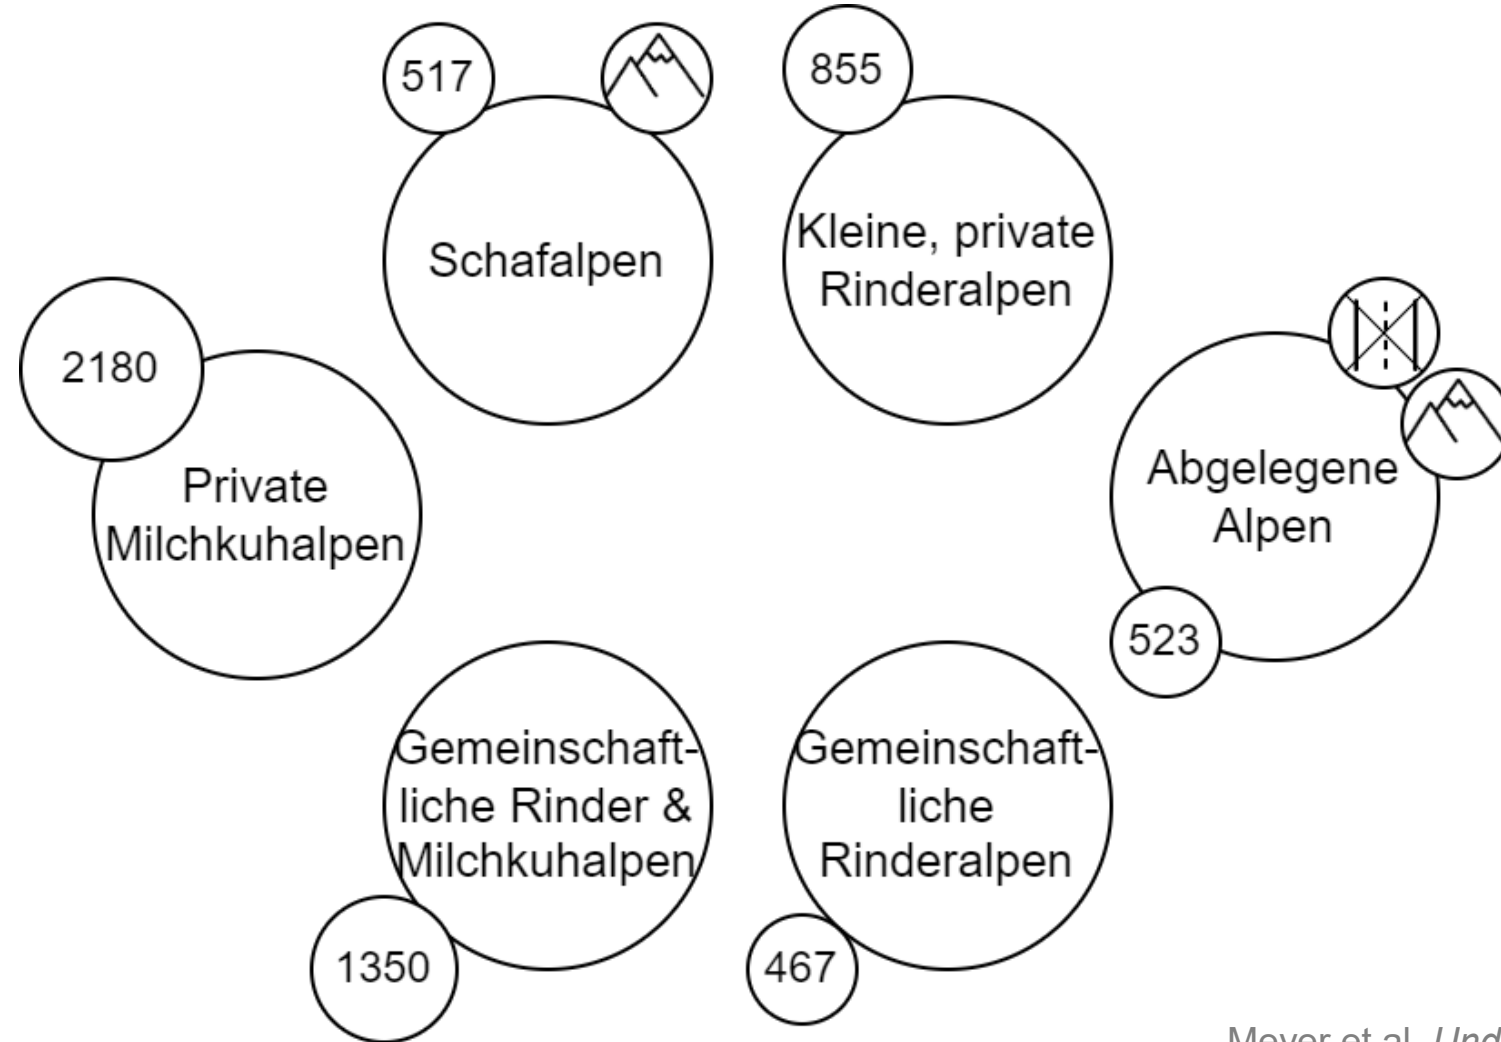 517
Schafalpen
855
Kleine, private
Rinderalpen
2180
Private
Milchkuhalpen
Abgelegene
Alpen
523
Gemeinschaft-
liche Rinder &
Milchkuhalpen
1350
Gemeinschaft-
liche
Rinderalpen
467
Meyer et al.